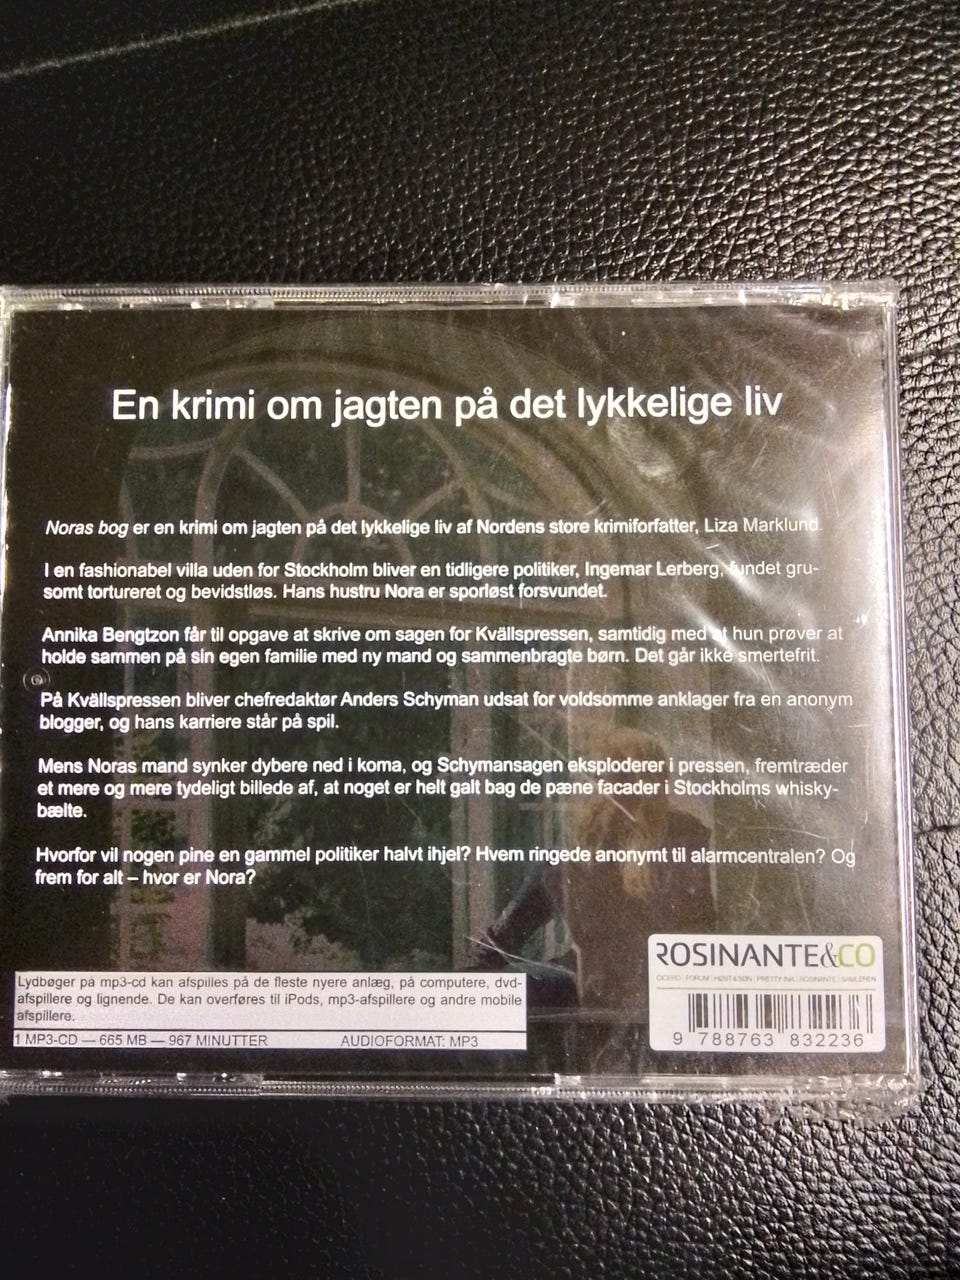 En krimi om jagten på det lykkelige liv
Noras bog er en krimi om jagten på det lykkelige liv af Nordens store krimiforfatter, Liza Marklund.
I en fashionabel villa uden for Stockholm bliver en tidligere politiker, Ingemar Lerberg, fundet gru-
somt tortureret og bevidstløs. Hans hustru Nora er sporløst forsvundet.
Annika Bengtzon får til opgave at skrive om sagen for Kvällspressen, samtidig med at hun prøver at
holde sammen på sin egen familie med ny mand og sammenbragte børn. Det går ikke smertefrit.
På Kvällspressen bliver chefredaktør Anders Schyman udsat for voldsomme anklager fra en anonym
blogger, og hans karriere står på spil.
Mens Noras mand synker dybere ned i koma, og Schymansagen eksploderer i pressen, fremtræder
et mere og mere tydeligt billede af, at noget er helt galt bag de pæne facader i Stockholms whisky-
bælte.
Hvorfor vil nogen pine en gammel politiker halvt ihjel? Hvem ringede anonymt til alarmcentralen? Og
frem for alt – hvor er Nora?
ROSINANTE&CO
CICERO | FORUM | HØST & SØN | PRETTY INK | ROSINANTE | SAMLEREN
Lydbøger på mp3-cd kan afspilles på de fleste nyere anlæg, på computere, dvd-
afspillere og lignende. De kan overføres til iPods, mp3-afspillere og andre mobile
afspillere.
1 MP3-CD — 665 MB — 967 MINUTTER AUDIOFORMAT: MP3
9 788763 832236